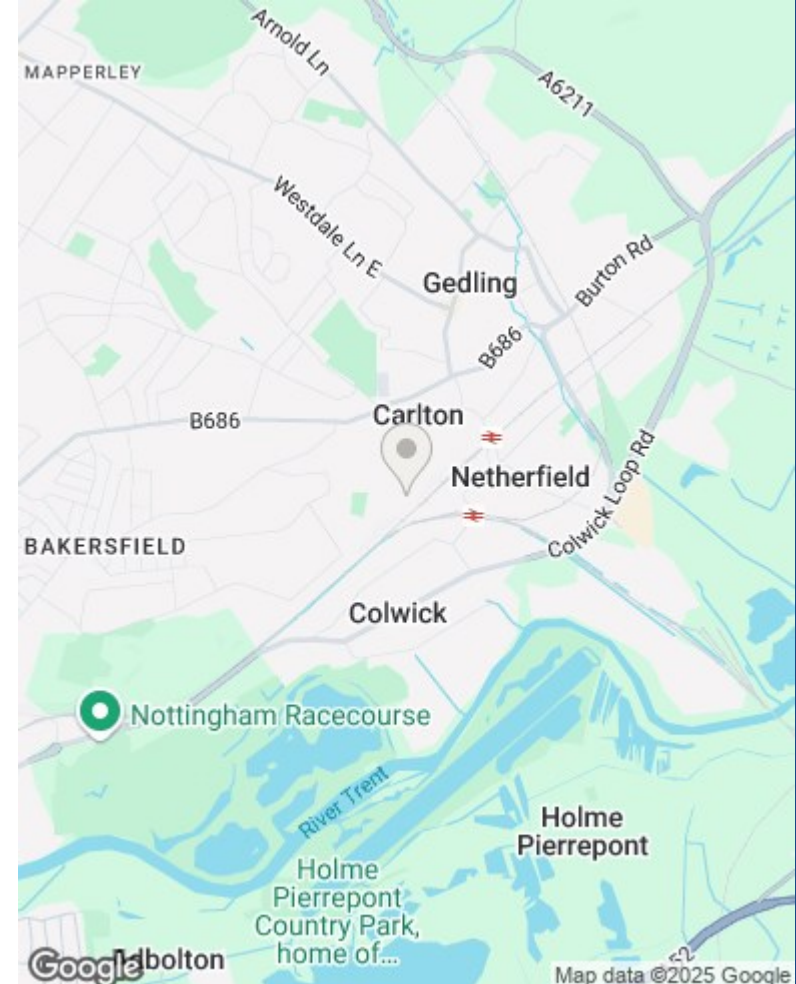 Arnold Ln
MAPPERLEY
A6211
Westdale Ln E
Gedling
Burton Rd
B686
Carlton
B686
Netherfield
Colwick Loop Rd
BAKERSFIELD
Colwick
Nottingham Racecourse
River Trent
Holme
Pierrepont
Holme
Pierrepont
Country Park,
home of...
52
Google
Map data ©2025 Google